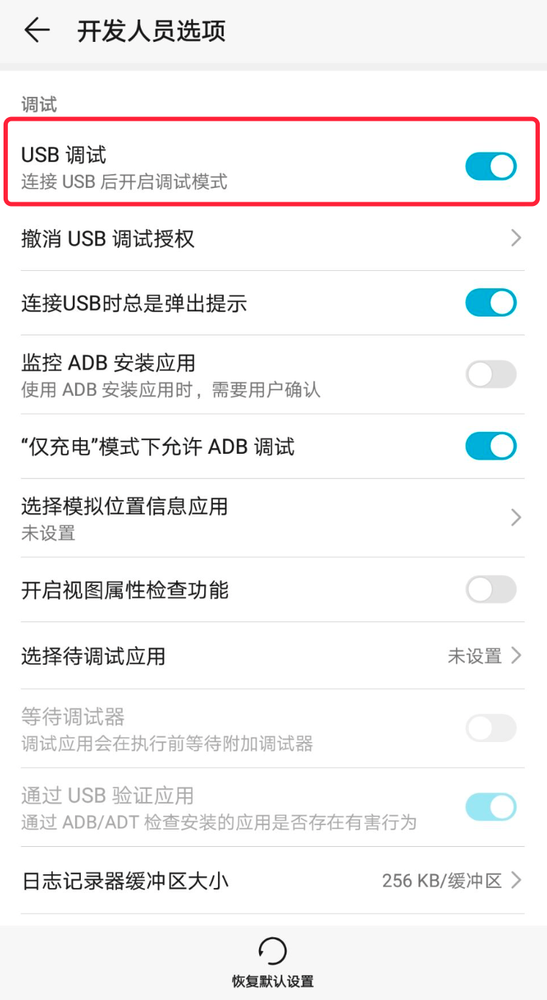 开发人员选项
调试
USB 调试
连接 USB 后开启调试模式
撤消 USB 调试授权
连接USB时总是弹出提示
监控 ADB 安装应用
使用 ADB 安装应用时，需要用户确认
“仅充电”模式下允许 ADB 调试
选择模拟位置信息应用
未设置
开启视图属性检查功能
选择待调试应用 未设置
等待调试器
调试应用会在执行前等待附加调试器
通过 USB 验证应用
通过 ADB/ADT 检查安装的应用是否存在有害行为
日志记录器缓冲区大小 256 KB/缓冲区
恢复默认设置